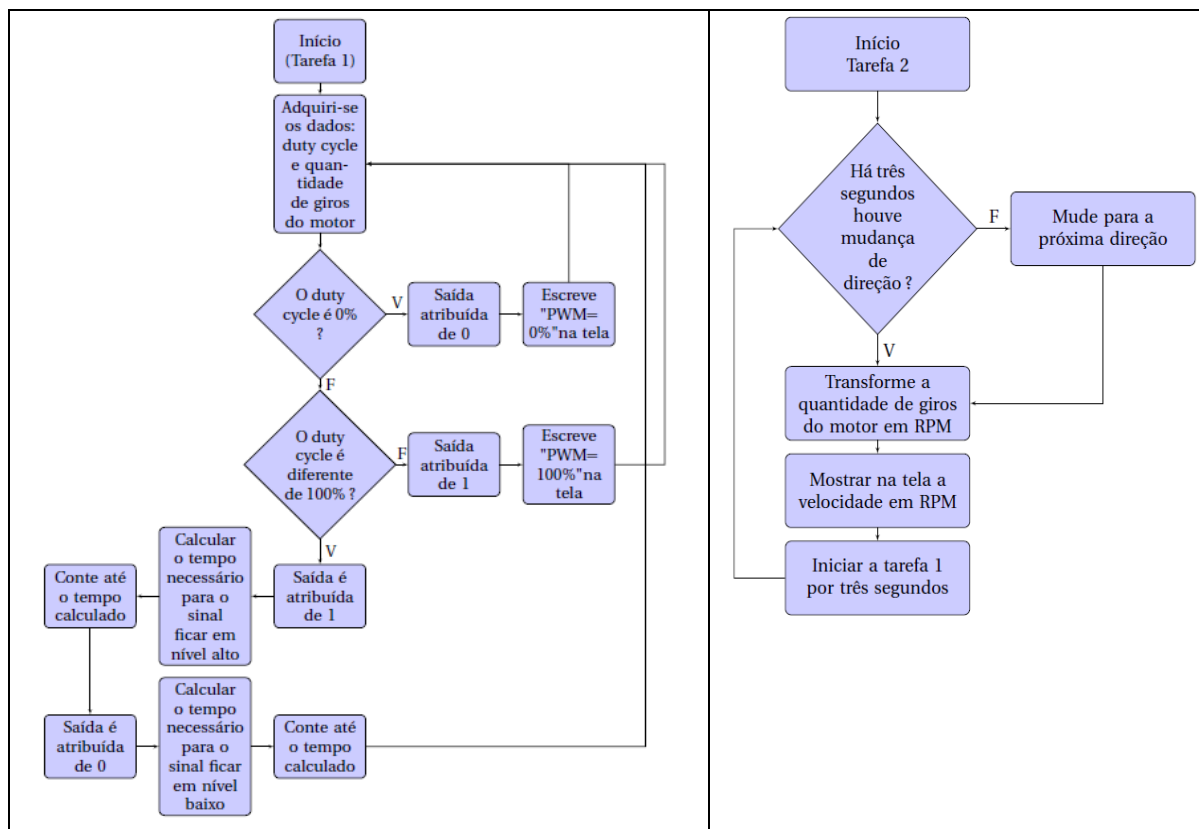 Início
(Tarefa 1)
Adquiri-se
os dados:
duty cycle
e quan-
tidade
de giros
do motor
O duty
cycle é 0%
?
V
Saída
atribuída
de 0
Escreve
"PWM=
0%"na tela
F
O duty
cycle é
diferente
de 100% ?
F
Saída
atribuída
de 1
Escreve
"PWM=
100%"na
tela
V
Saída é
atribuída
de 1
Calcular
o tempo
necessário
para o
sinal
ficar em
nível alto
Conte até
o tempo
calculado
Saída é
atribuída
de 0
Calcular
o tempo
necessário
para o
sinal ficar
em nível
baixo
Conte até
o tempo
calculado
Início
Tarefa 2
Há três
segundos
houve
mudança
de
direção ?
F
Mude para a
próxima direção
V
Transforme a
quantidade de giros
do motor em RPM
Mostrar na tela a
velocidade em RPM
Iniciar a tarefa 1
por três segundos